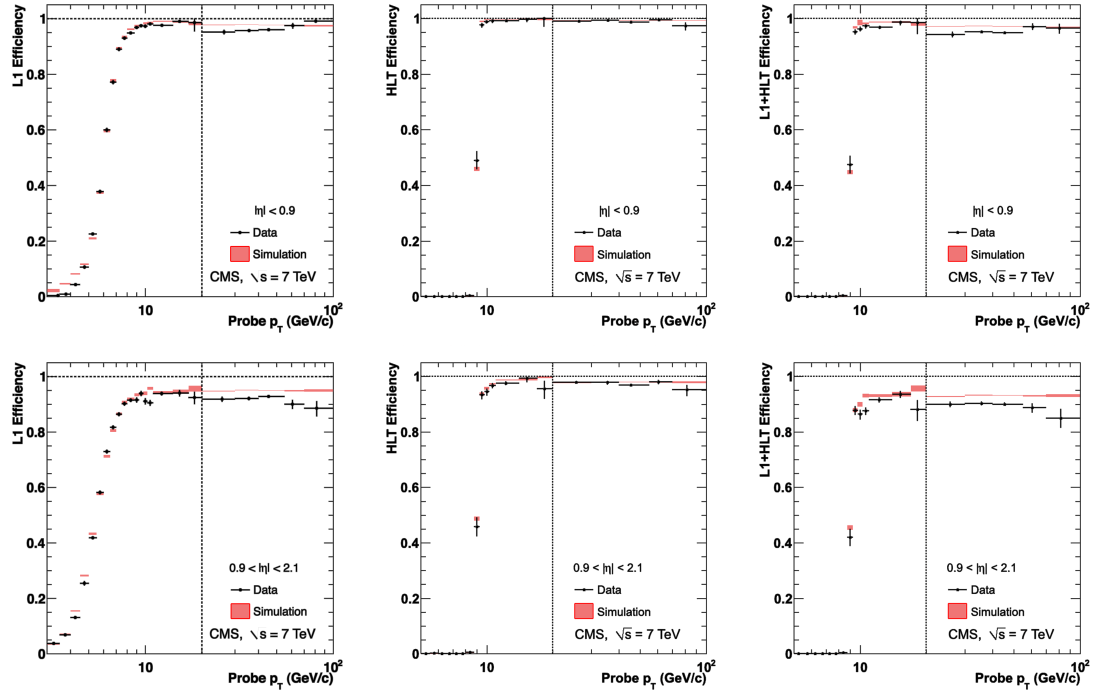 L1 Efficiency
1
0.8
0.6
0.4
0.2
0
|η| < 0.9
Data
Simulation
CMS, \ s = 7 TeV
10
10²
Probe p_T (GeV/c)
HLT Efficiency
1
0.8
0.6
0.4
0.2
0
|η| < 0.9
Data
Simulation
CMS, √s = 7 TeV
10
10²
Probe p_T (GeV/c)
L1+HLT Efficiency
1
0.8
0.6
0.4
0.2
0
|η| < 0.9
Data
Simulation
CMS, √s = 7 TeV
10
10²
Probe p_T (GeV/c)
L1 Efficiency
1
0.8
0.6
0.4
0.2
0
0.9 < |η| < 2.1
Data
Simulation
CMS, \ s = 7 TeV
10
10²
Probe p_T (GeV/c)
HLT Efficiency
1
0.8
0.6
0.4
0.2
0
0.9 < |η| < 2.1
Data
Simulation
CMS, √s = 7 TeV
10
10²
Probe p_T (GeV/c)
L1+HLT Efficiency
1
0.8
0.6
0.4
0.2
0
0.9 < |η| < 2.1
Data
Simulation
CMS, √s = 7 TeV
10
10²
Probe p_T (GeV/c)